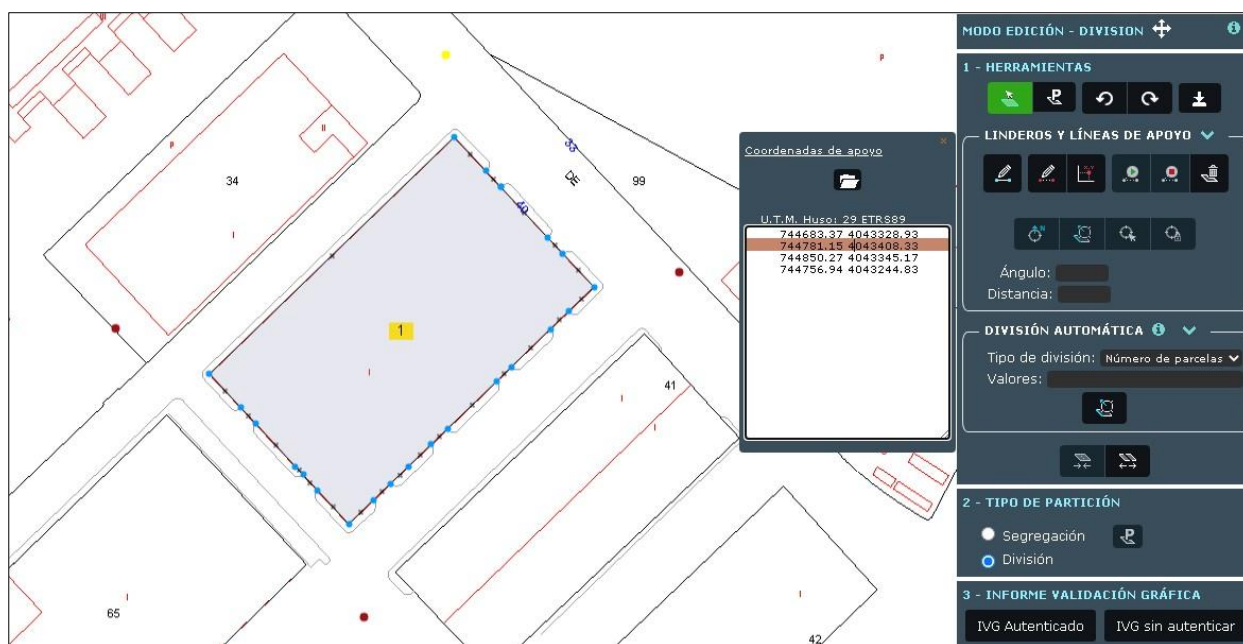 MODO EDICIÓN - DIVISION
1 - HERRAMIENTAS
LINDEROS Y LÍNEAS DE APOYO
Ángulo:
Distancia:
DIVISIÓN AUTOMÁTICA
Tipo de división: Número de parcelas
Valores:
2 - TIPO DE PARTICIÓN
Segregación
División
3 - INFORME VALIDACIÓN GRÁFICA
IVG Autenticado IVG sin autenticar
Coordenadas de apoyo
U.T.M. Huso: 29 ETRS89
744683.37 4043328.93
744781.15 4043408.33
744850.27 4043345.17
744756.94 4043244.83
P
P
II
I
34
35
DE
99
40
1
I
41
I
I
65
I
I
42